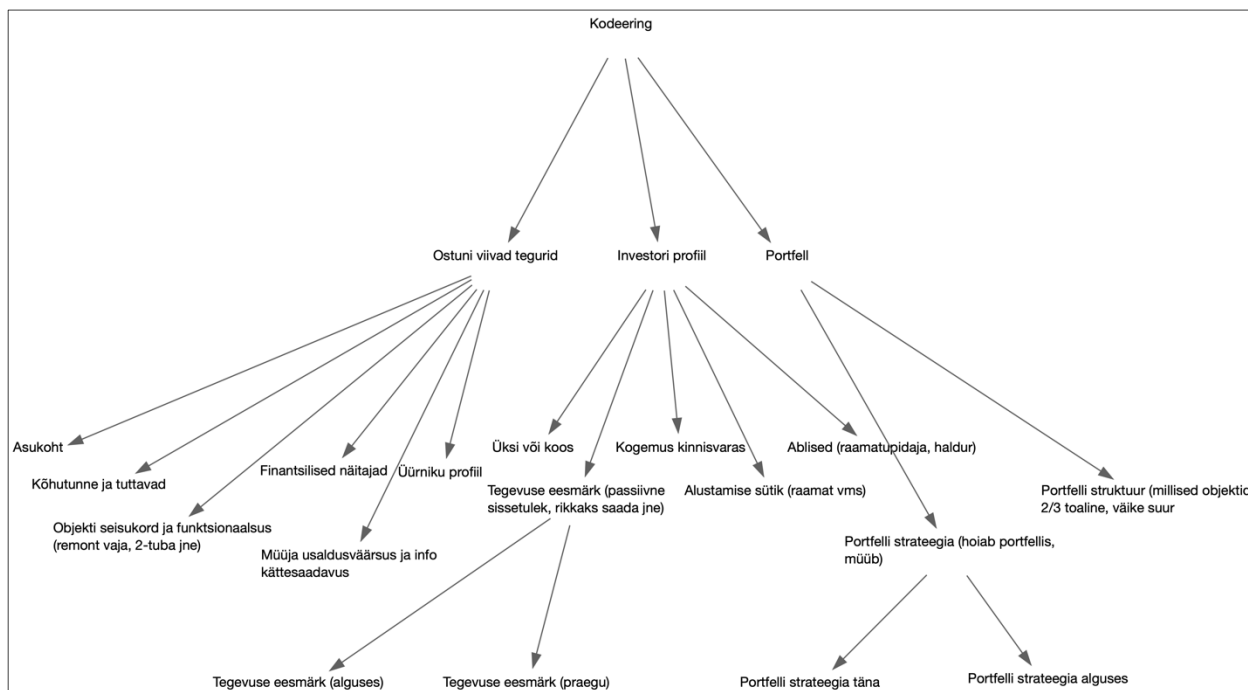 Kodeering
Ostuni viivad tegurid
Investori profiil
Portfell
Asukoht
Kõhutunne ja tuttavad
Objekti seisukord ja funktsionaalsus
(remont vaja, 2-tuba jne)
Finantsilised näitajad
Müüja usaldusväärsus ja info
kättesaadavus
Üürniku profiil
Üksi või koos
Tegevuse eesmärk (passiivne
sissetulek, rikkaks saada jne)
Kogemus kinnisvaras
Alustamise sütik (raamat vms)
Ablised (raamatupidaja, haldur)
Portfelli strateegia (hoiab portfellis,
müüb)
Portfelli struktuur (millised objektid
2/3 toaline, väike suur
Tegevuse eesmärk (alguses)
Tegevuse eesmärk (praegu)
Portfelli strateegia täna
Portfelli strateegia alguses